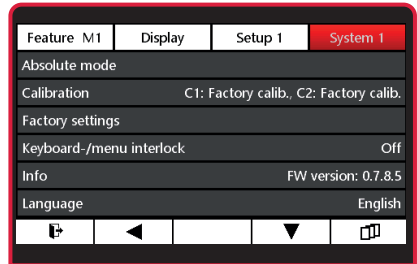 Feature M1 Display Setup 1 System 1
Absolute mode
Calibration C1: Factory calib., C2: Factory calib.
Factory settings
Keyboard-/menu interlock Off
Info FW version: 0.7.8.5
Language English